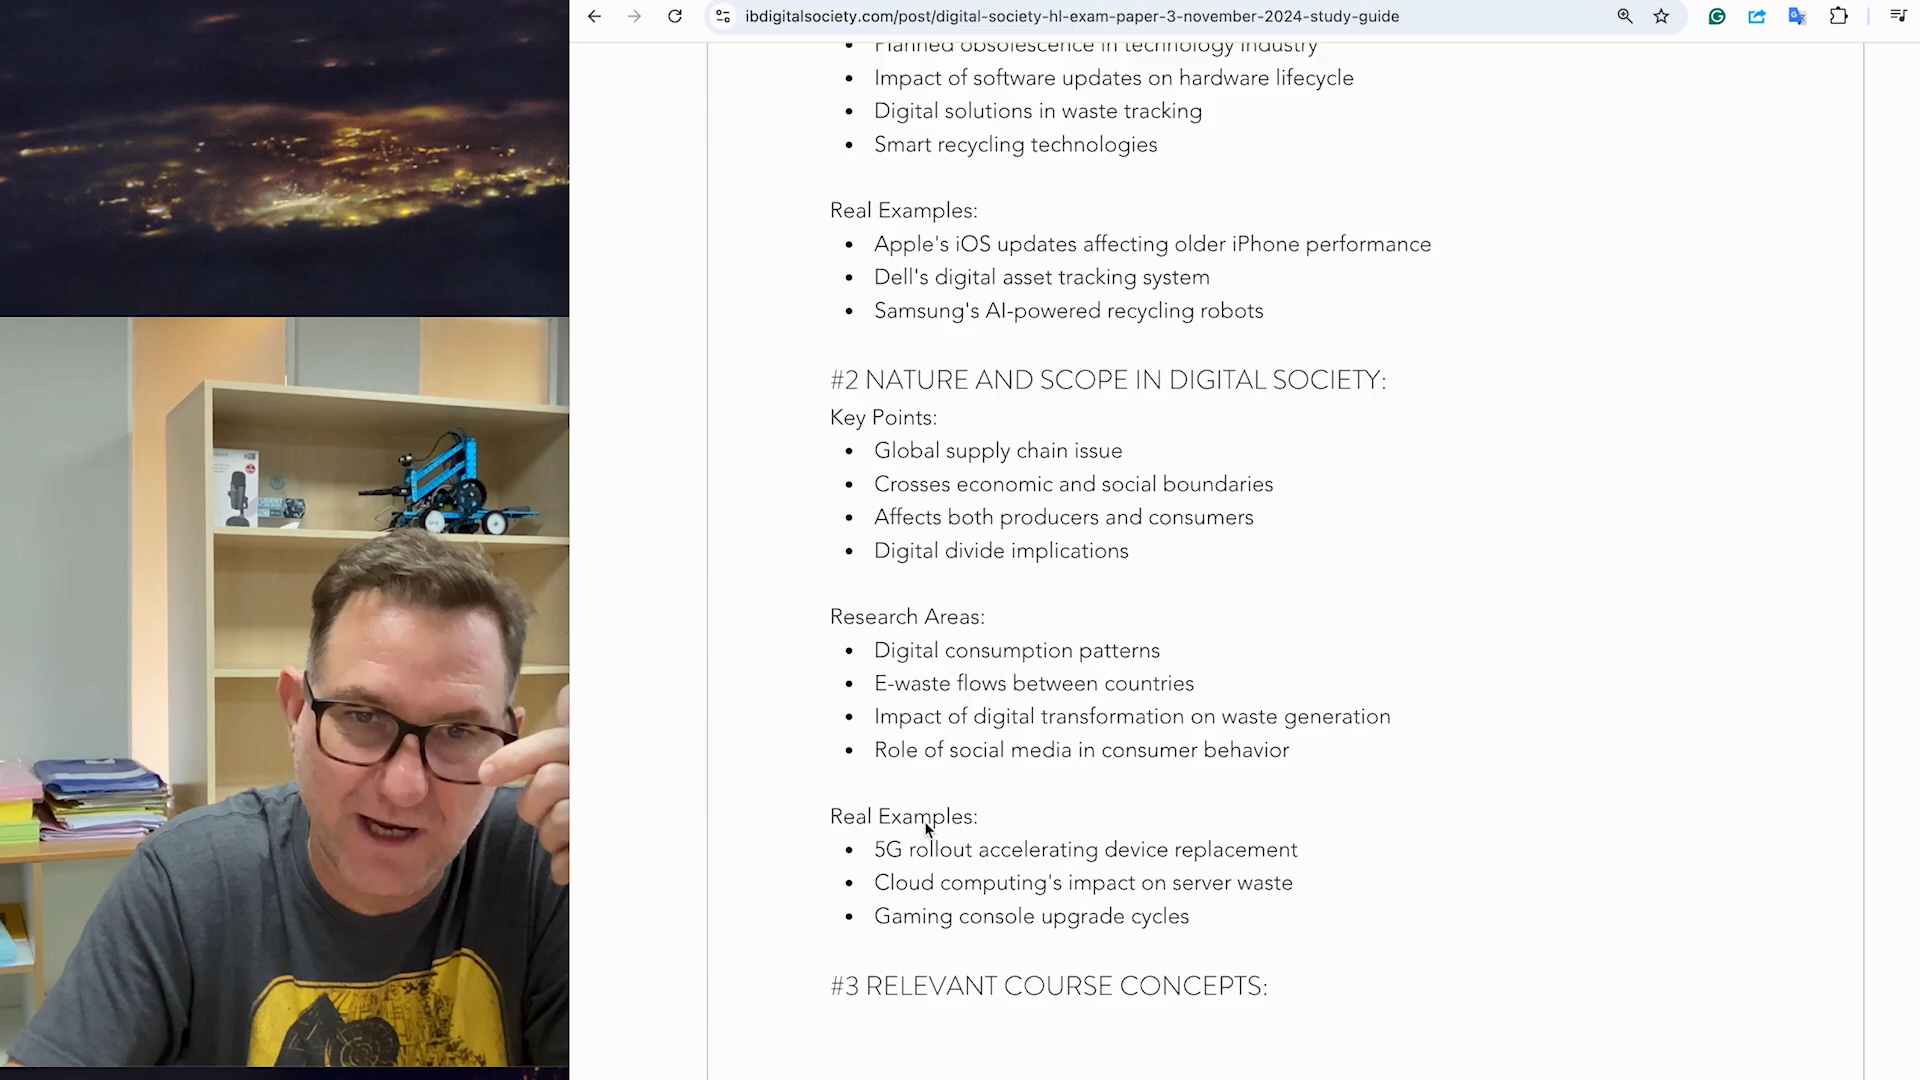 ibdigitalsociety.com/post/digital-society-hl-exam-paper-3-november-2024-study-guide
Planned obsolescence in technology industry
• Impact of software updates on hardware lifecycle
• Digital solutions in waste tracking
• Smart recycling technologies
Real Examples:
• Apple's iOS updates affecting older iPhone performance
• Dell's digital asset tracking system
• Samsung's AI-powered recycling robots
#2 NATURE AND SCOPE IN DIGITAL SOCIETY:
Key Points:
• Global supply chain issue
• Crosses economic and social boundaries
• Affects both producers and consumers
• Digital divide implications
Research Areas:
• Digital consumption patterns
• E-waste flows between countries
• Impact of digital transformation on waste generation
• Role of social media in consumer behavior
Real Examples:
• 5G rollout accelerating device replacement
• Cloud computing's impact on server waste
• Gaming console upgrade cycles
#3 RELEVANT COURSE CONCEPTS: